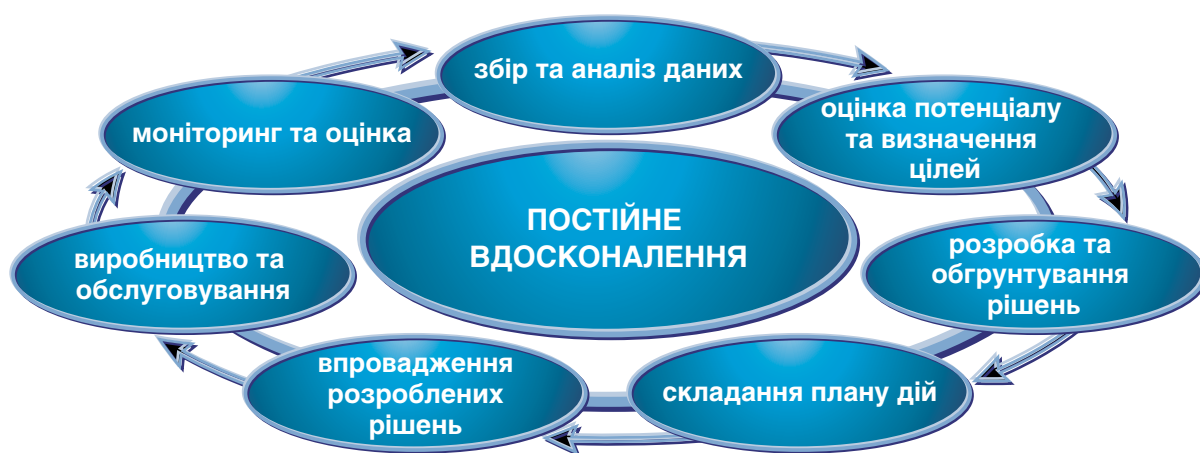 збір та аналіз даних
оцінка потенціалу
та визначення
цілей
розробка та
обгрунтування
рішень
складання плану дій
впровадження
розроблених
рішень
виробництво та
обслуговування
моніторинг та оцінка
ПОСТІЙНЕ
ВДОСКОНАЛЕННЯ